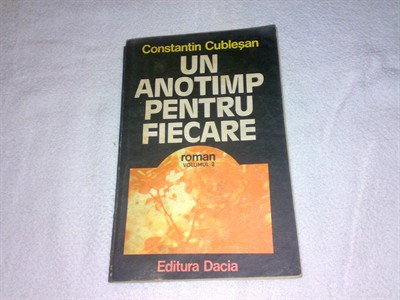 Constantin Cubleşan
UN
ANOTIMP
PENTRU
FIECARE
roman
VOLUMUL 2
Editura Dacia